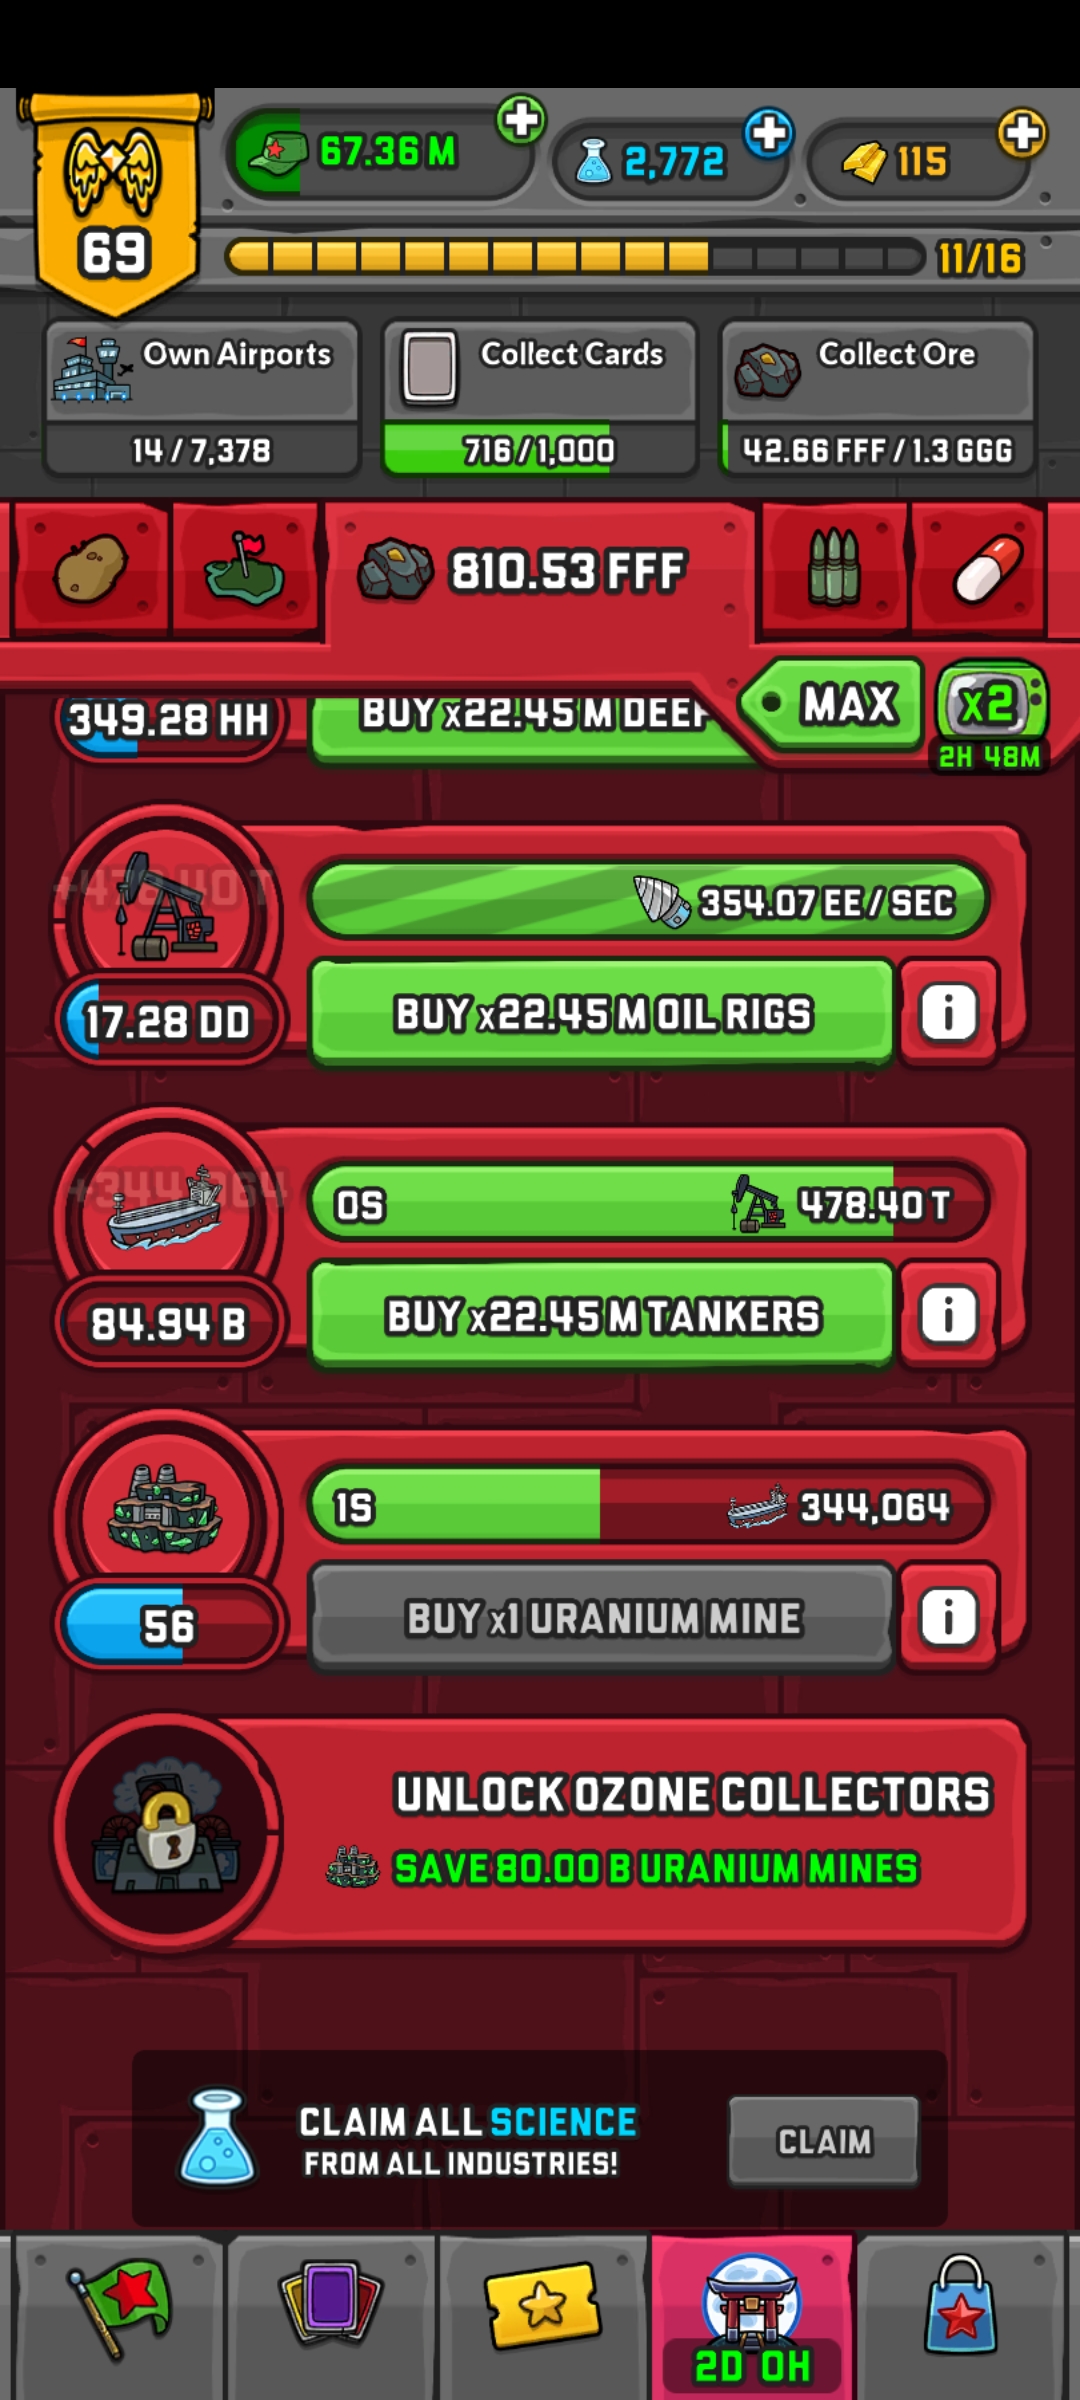 67.36 M
2,772
115
69
11/16
Own Airports
14 / 7,378
Collect Cards
716 / 1,000
Collect Ore
42.66 FFF / 1.3 GGG
810.53 FFF
MAX
x2
2H 48M
349.28 HH
BUY x22.45 M DEEP
+478.40 T
354.07 EE / SEC
17.28 DD
BUY x22.45 M OIL RIGS
i
+344,064
0S
478.40 T
84.94 B
BUY x22.45 M TANKERS
i
1S
344,064
56
BUY x1 URANIUM MINE
i
UNLOCK OZONE COLLECTORS
SAVE 80.00 B URANIUM MINES
CLAIM ALL SCIENCE
FROM ALL INDUSTRIES!
CLAIM
2D 0H